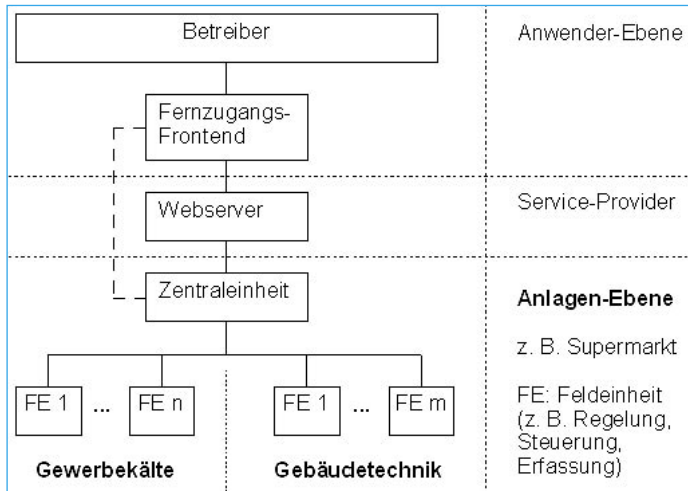 Betreiber
Anwender-Ebene
Fernzugangs-
Frontend
Webserver
Service-Provider
Zentraleinheit
Anlagen-Ebene
z. B. Supermarkt
FE 1 ... FE n
FE 1 ... FE m
FE: Feldeinheit
(z. B. Regelung,
Steuerung,
Erfassung)
Gewerbekälte
Gebäudetechnik